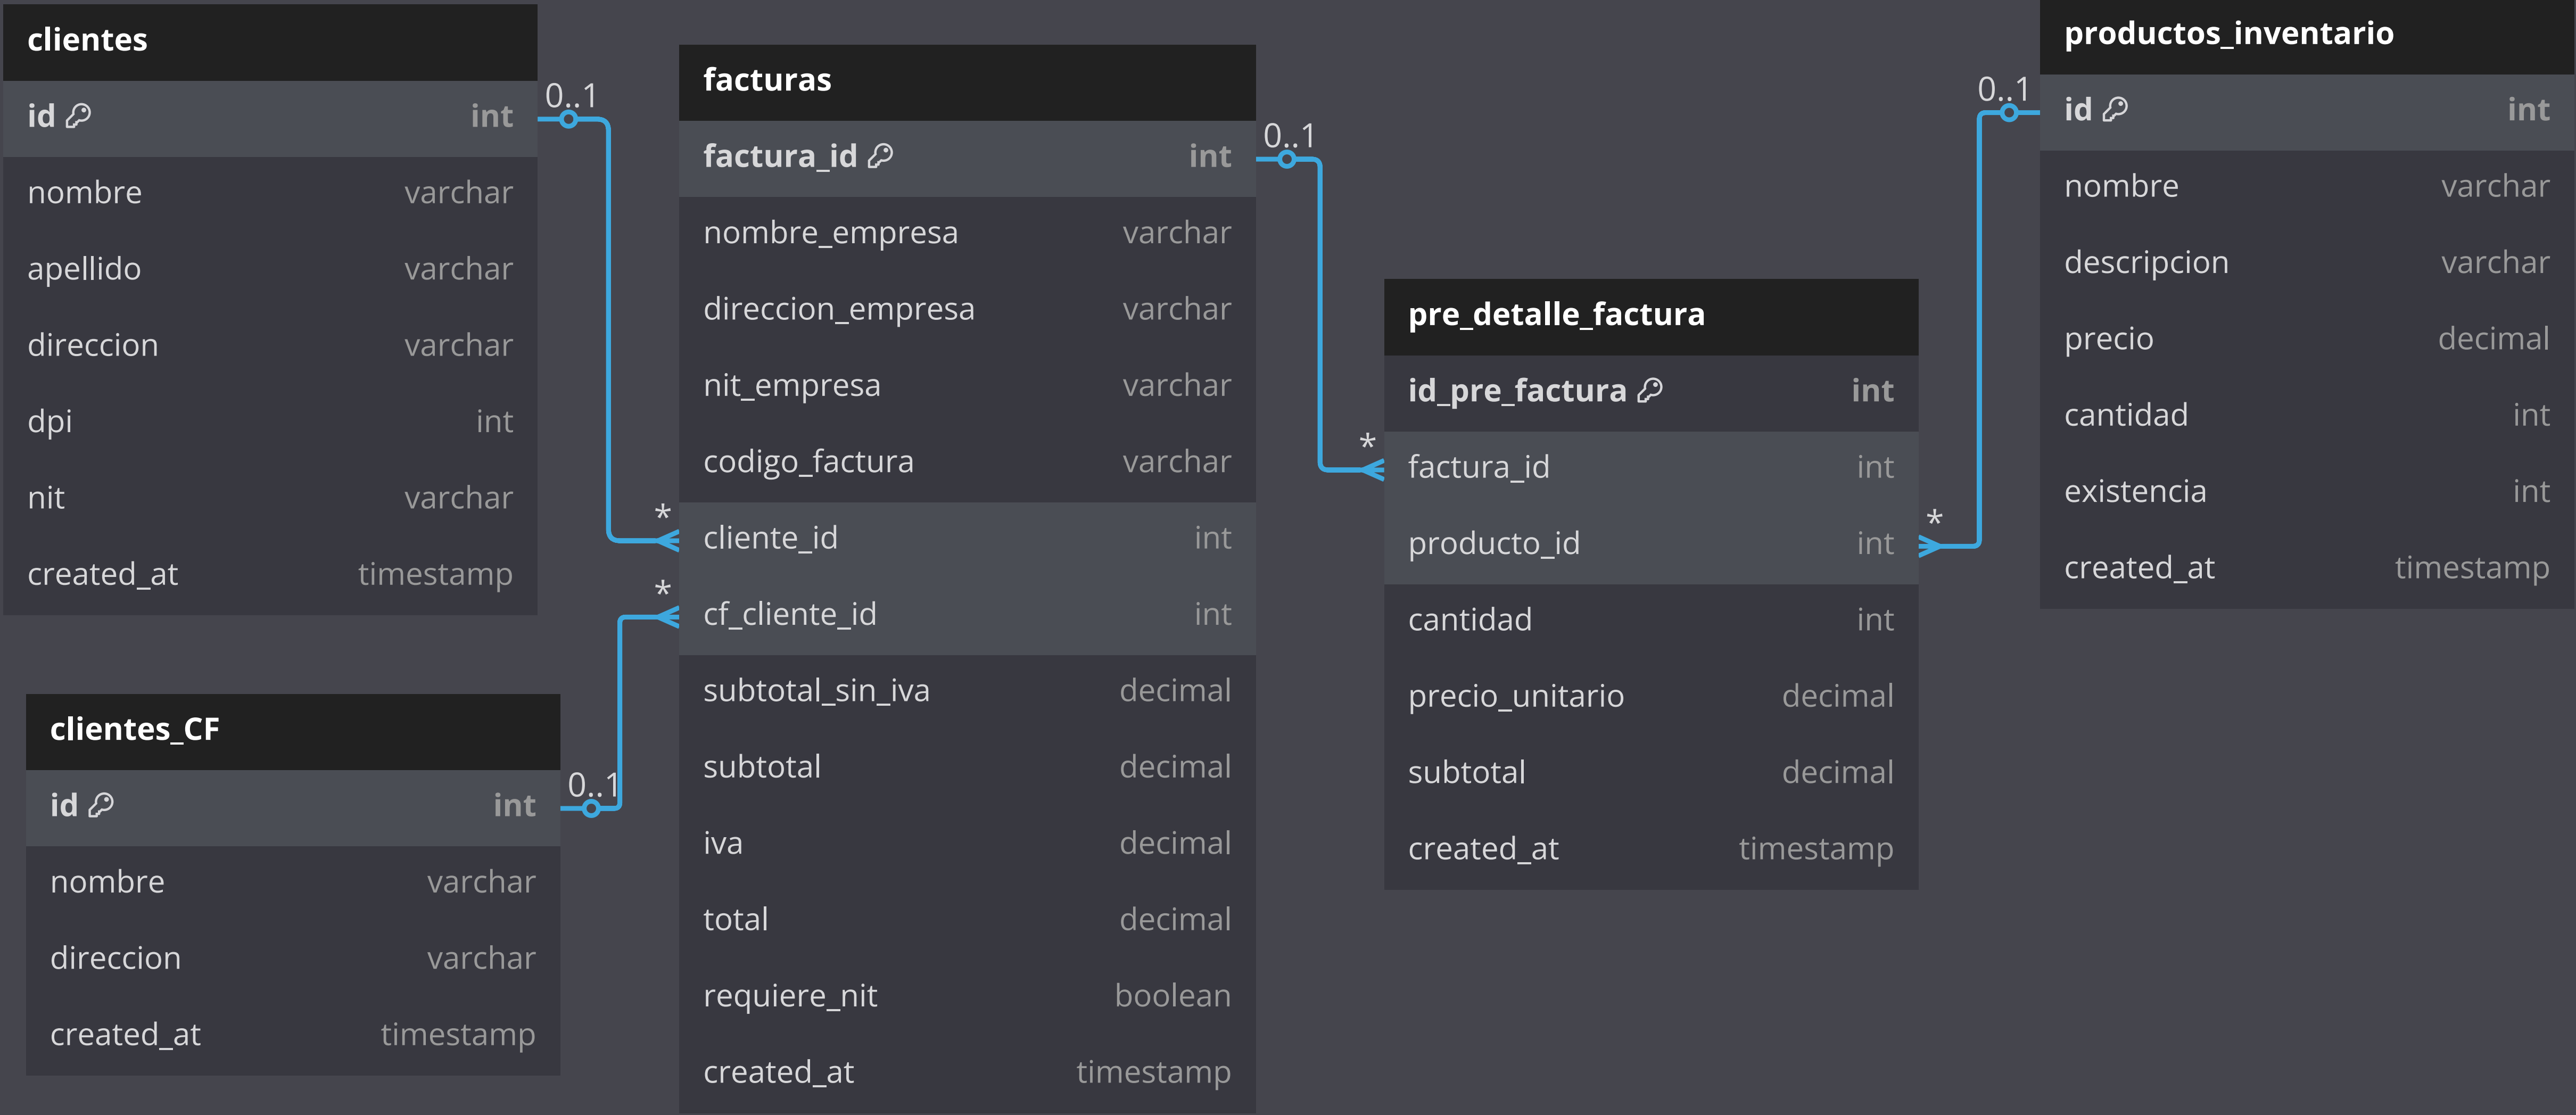 clientes
id int
nombre varchar
apellido varchar
direccion varchar
dpi int
nit varchar
created_at timestamp
0..1
*
clientes_CF
id int
nombre varchar
direccion varchar
created_at timestamp
0..1
*
facturas
factura_id int
nombre_empresa varchar
direccion_empresa varchar
nit_empresa varchar
codigo_factura varchar
cliente_id int
cf_cliente_id int
subtotal_sin_iva decimal
subtotal decimal
iva decimal
total decimal
requiere_nit boolean
created_at timestamp
0..1
*
pre_detalle_factura
id_pre_factura int
factura_id int
producto_id int
cantidad int
precio_unitario decimal
subtotal decimal
created_at timestamp
*
0..1
productos_inventario
id int
nombre varchar
descripcion varchar
precio decimal
cantidad int
existencia int
created_at timestamp